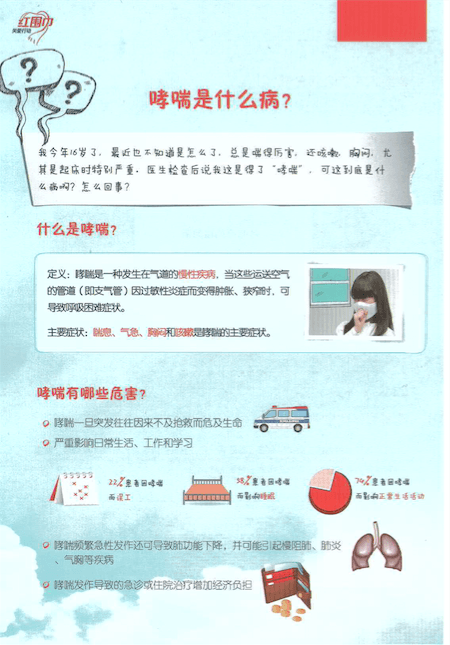 红围巾
关爱行动
? ?
哮喘是什么病?
我今年16岁了，最近也不知道是怎么了，总是喘得厉害，还咳嗽、胸闷，尤
其是起床时特别严重，医生检查后说我这是得了“哮喘”，可这到底是什
么病啊？怎么回事？
什么是哮喘?
定义：哮喘是一种发生在气道的慢性疾病，当这些运送空气
的管道（即支气管）因过敏性炎症而变得肿胀、狭窄时，可
导致呼吸困难症状。
主要症状：喘息、气急、胸闷和咳嗽是哮喘的主要症状。
哮喘有哪些危害?
哮喘一旦突发往往因来不及抢救而危及生命
严重影响日常生活、工作和学习
22%患者因哮喘
而误工
38%患者因哮喘
而影响睡眠
74%患者因哮喘
而影响正常生活活动
哮喘频繁急性发作还可导致肺功能下降，并可能引起慢阻肺、肺炎
、气胸等疾病
哮喘发作导致的急诊或住院治疗增加经济负担